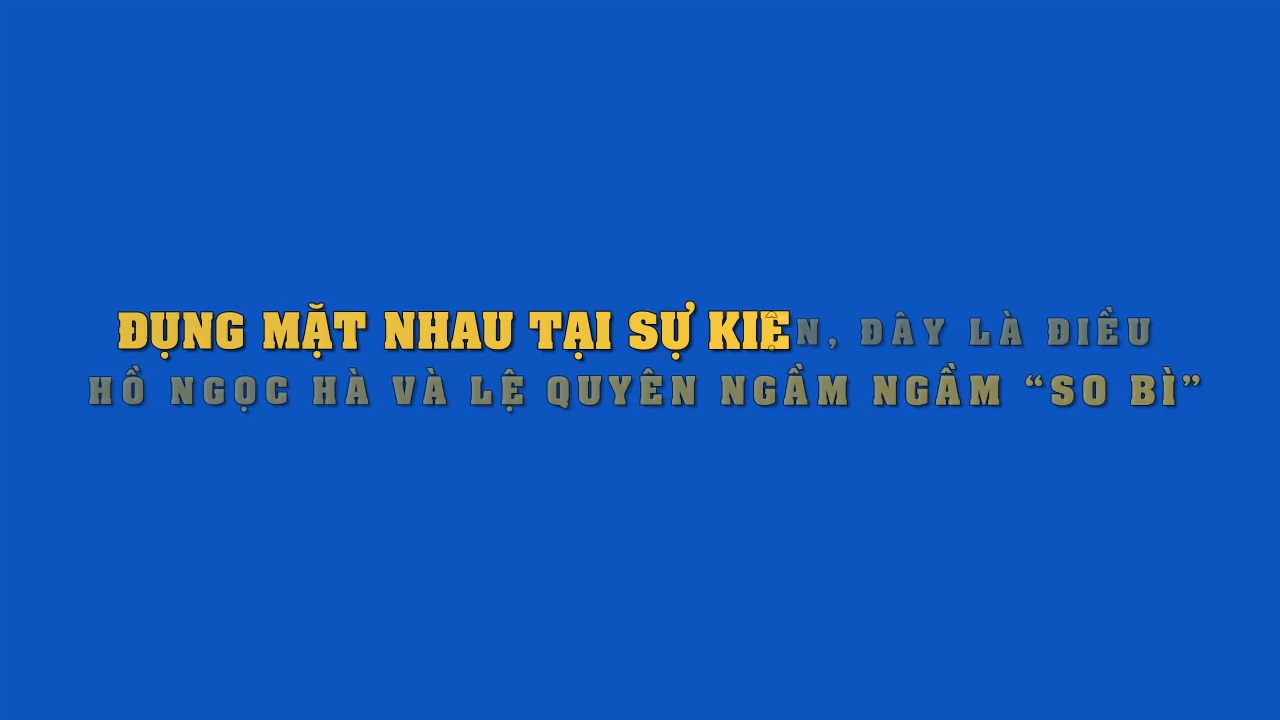 ĐỤNG MẶT NHAU TẠI SỰ KIỆN, ĐÂY LÀ ĐIỀU
HỒ NGỌC HÀ VÀ LỆ QUYÊN NGẦM NGẦM “SO BÌ”